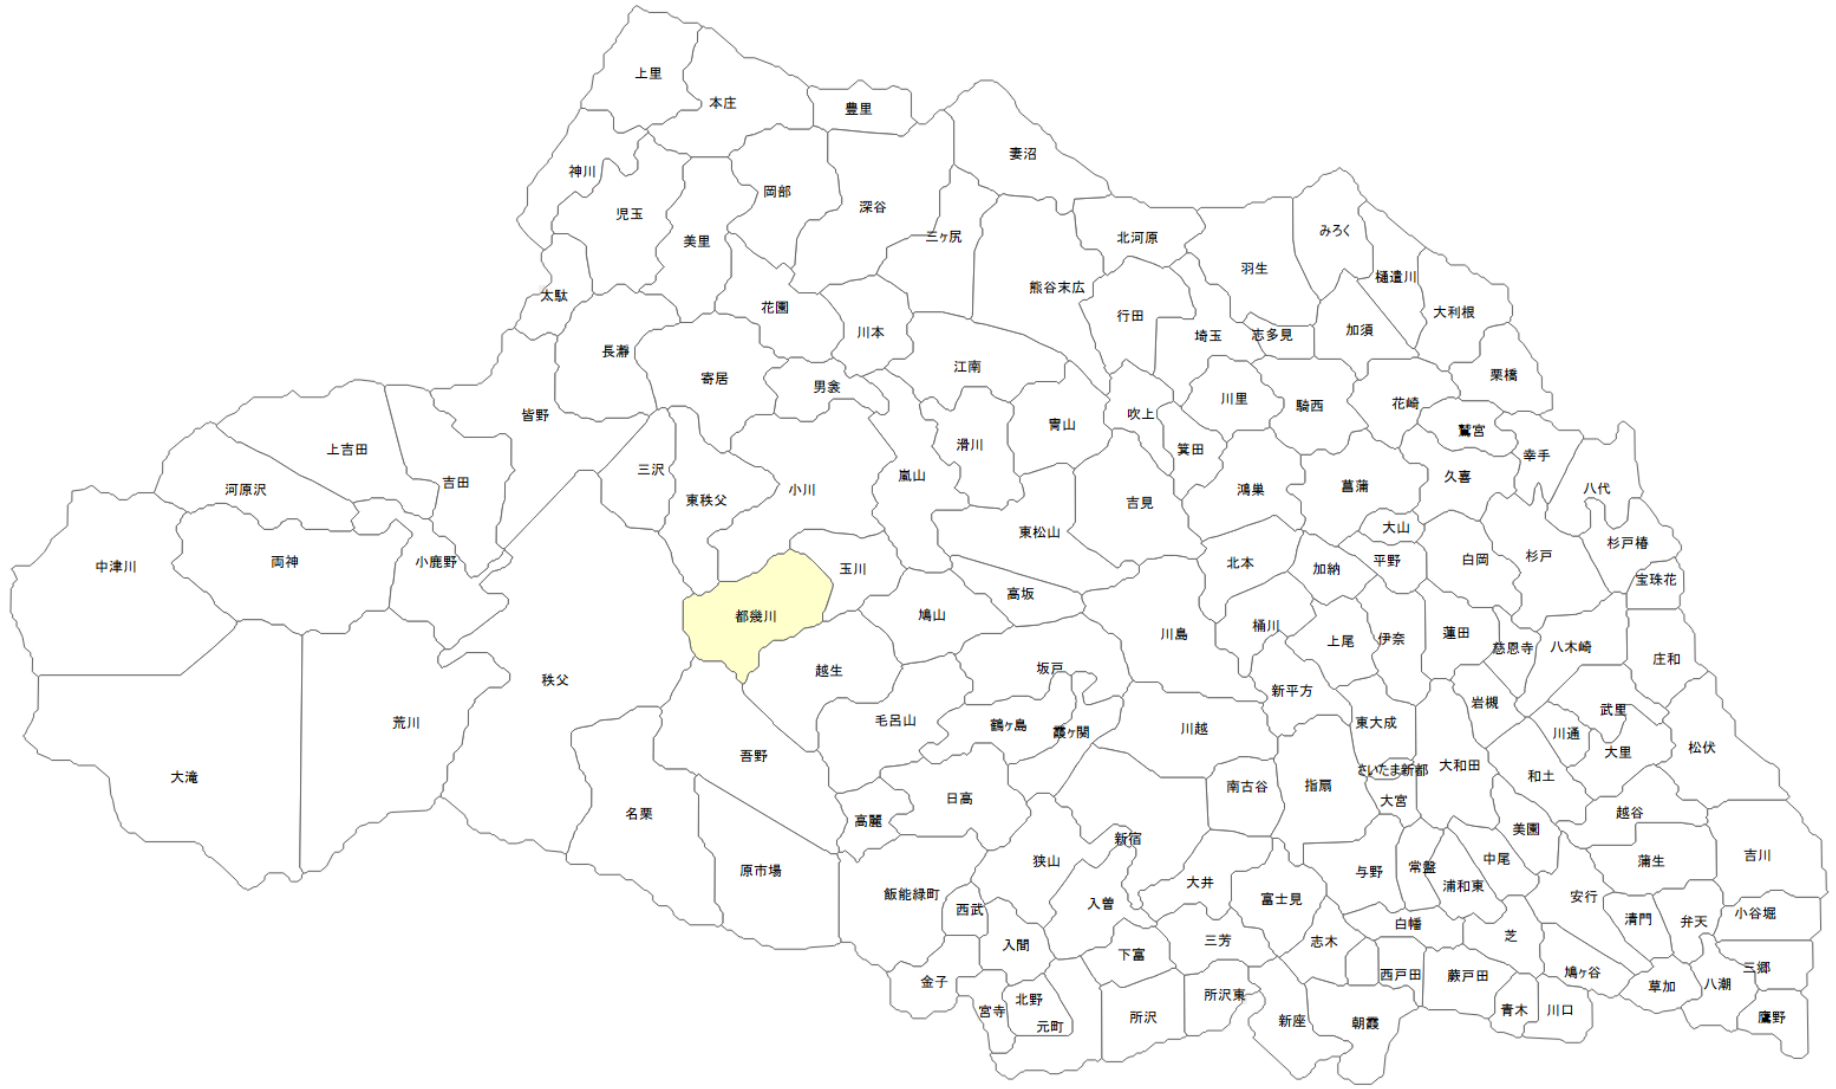 上里
本庄
豊里
妻沼
神川
岡部
深谷
児玉
美里
三ヶ尻
北河原
みろく
羽生
樋遣川
熊谷末広
太駄
花園
川本
行田
埼玉
志多見
加須
大利根
長瀞
寄居
男衾
江南
栗橋
皆野
川里
騎西
花崎
吹上
冑山
鷲宮
上吉田
滑川
箕田
三沢
嵐山
幸手
河原沢
吉田
東秩父
小川
吉見
鴻巣
菖蒲
久喜
八代
東松山
大山
杉戸椿
中津川
両神
小鹿野
玉川
北本
加納
平野
白岡
杉戸
宝珠花
高坂
都幾川
鳩山
川島
桶川
上尾
伊奈
蓮田
慈恩寺
八木崎
庄和
秩父
越生
坂戸
新平方
岩槻
武里
荒川
毛呂山
鶴ヶ島
霞ヶ関
川越
東大成
川通
大里
松伏
吾野
大滝
さいたま新都
大和田
和土
日高
南古谷
指扇
大宮
名栗
高麗
越谷
美園
新宿
狭山
原市場
与野
常盤
中尾
蒲生
吉川
飯能緑町
大井
浦和東
西武
入曽
富士見
安行
清門
弁天
小谷堀
白幡
入間
下富
三芳
志木
芝
金子
西戸田
蕨戸田
鳩ヶ谷
三郷
草加
八潮
北野
宮寺
所沢東
元町
所沢
新座
朝霞
青木
川口
鷹野